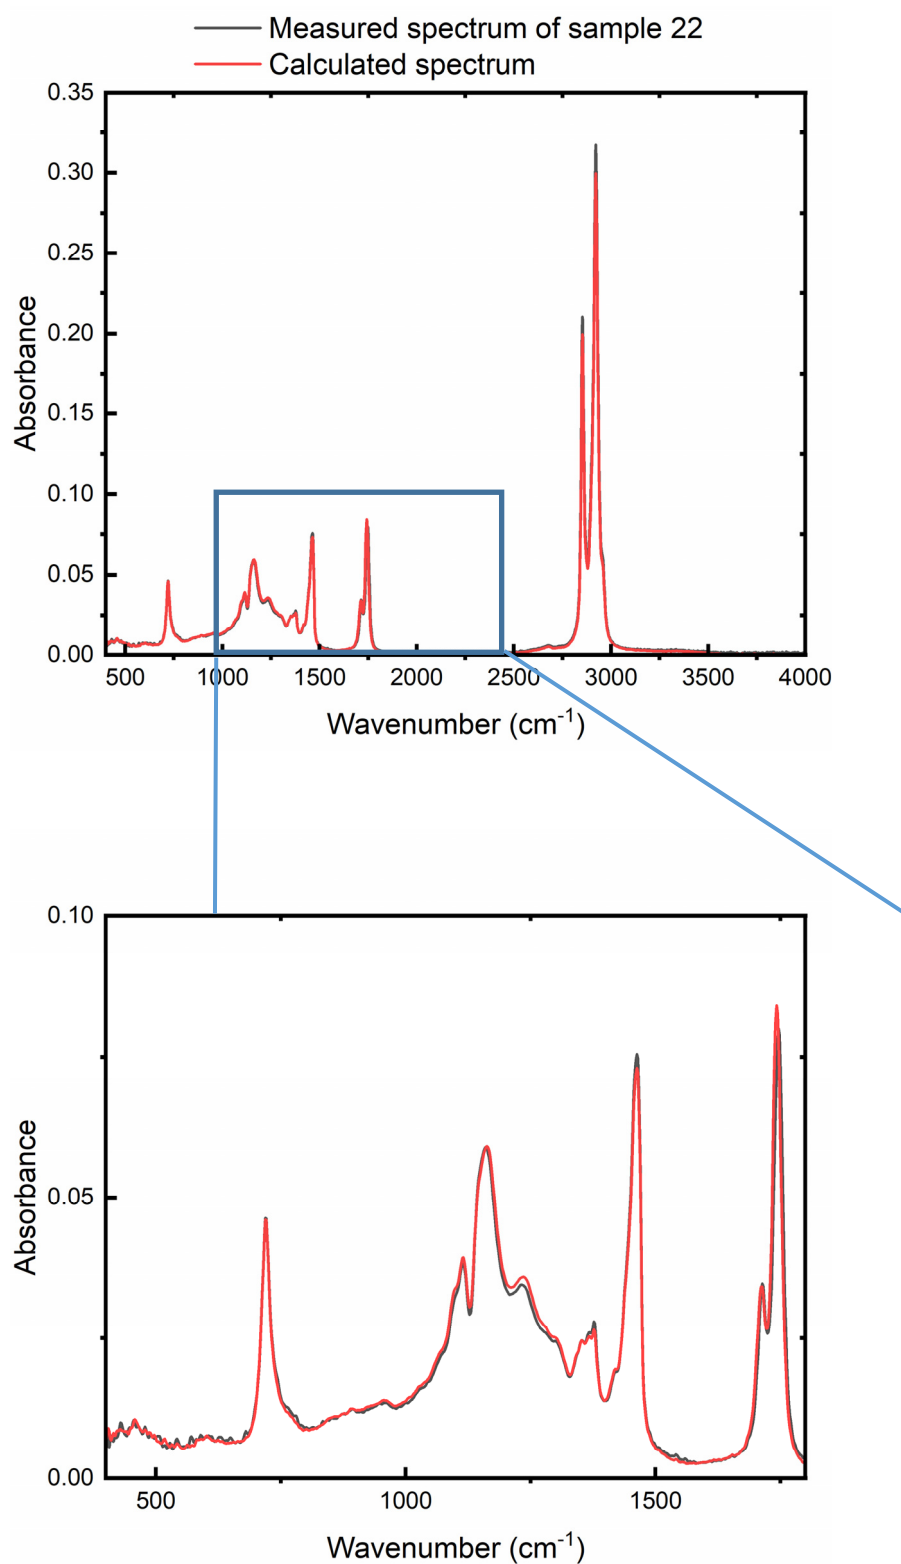 Measured spectrum of sample 22
Calculated spectrum
0.35
0.30
0.25
0.20
0.15
0.10
0.05
0.00
Absorbance
500 1000 1500 2000 2500 3000 3500 4000
Wavenumber (cm⁻¹)
0.10
0.05
0.00
Absorbance
500 1000 1500
Wavenumber (cm⁻¹)